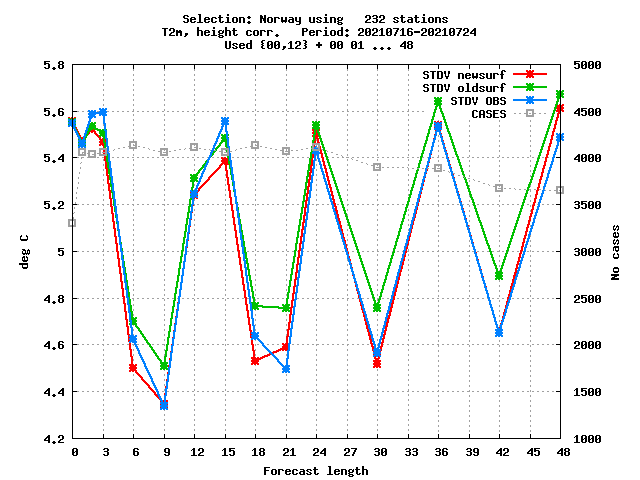 Selection: Norway using   232 stations
T2m, height corr.   Period: 20210716-20210724
Used {00,12} + 00 01 ... 48
STDV newsurf
STDV oldsurf
STDV OBS
CASES
deg C
5.8
5.6
5.4
5.2
5
4.8
4.6
4.4
4.2
5000
4500
4000
3500
3000
2500
2000
1500
1000
No cases
0 3 6 9 12 15 18 21 24 27 30 33 36 39 42 45 48
Forecast length